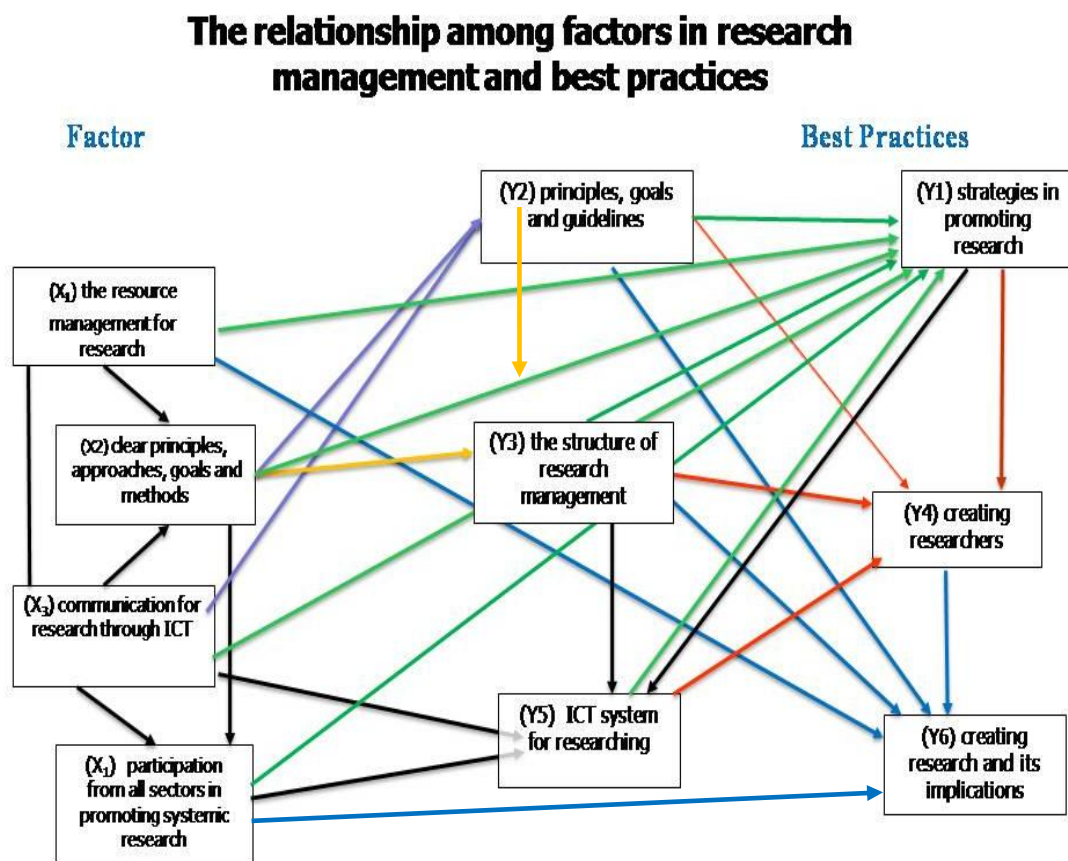 The relationship among factors in research
management and best practices
Factor
Best Practices
(Y2) principles, goals
and guidelines
(Y1) strategies in
promoting
research
(X₁) the resource
management for
research
(X2) clear principles,
approaches, goals and
methods
(Y3) the structure of
research
management
(Y4) creating
researchers
(X₃) communication for
research through ICT
(Y5) ICT system
for researching
(Y6) creating
research and its
implications
(X₁) participation
from all sectors in
promoting systemic
research